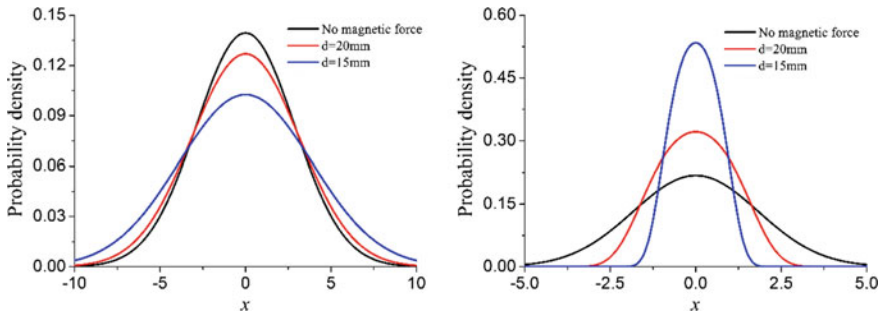 Probability density
0.15
0.12
0.09
0.06
0.03
0.00
No magnetic force
d=20mm
d=15mm
-10
-5
0
5
10
x
Probability density
0.60
0.45
0.30
0.15
0.00
No magnetic force
d=20mm
d=15mm
-5.0
-2.5
0.0
2.5
5.0
x